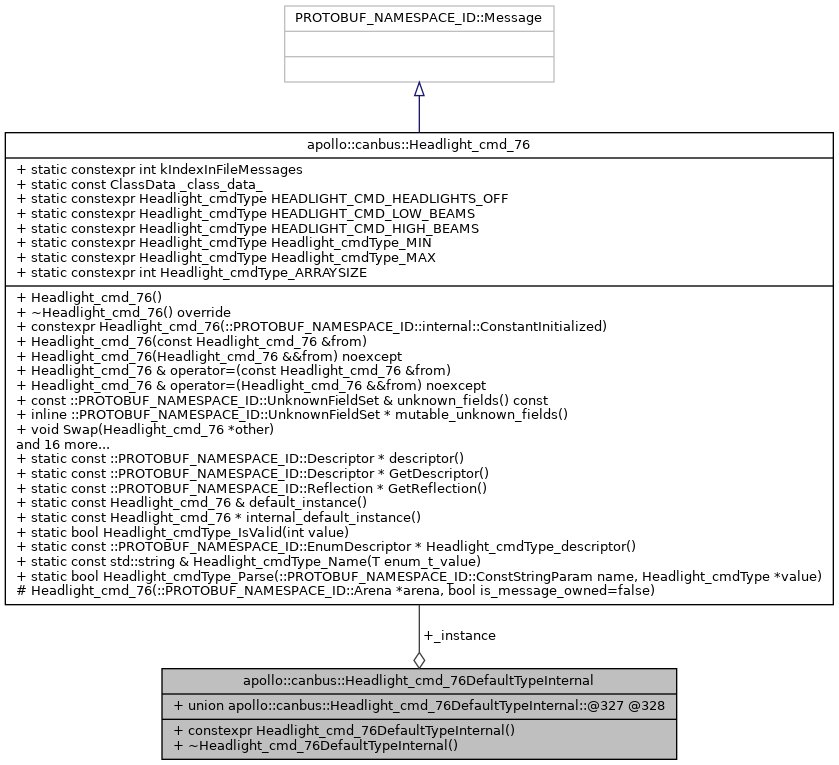 PROTOBUF_NAMESPACE_ID::Message
apollo::canbus::Headlight_cmd_76
+ static constexpr int kIndexInFileMessages
+ static const ClassData _class_data_
+ static constexpr Headlight_cmdType HEADLIGHT_CMD_HEADLIGHTS_OFF
+ static constexpr Headlight_cmdType HEADLIGHT_CMD_LOW_BEAMS
+ static constexpr Headlight_cmdType HEADLIGHT_CMD_HIGH_BEAMS
+ static constexpr Headlight_cmdType Headlight_cmdType_MIN
+ static constexpr Headlight_cmdType Headlight_cmdType_MAX
+ static constexpr int Headlight_cmdType_ARRAYSIZE
+ Headlight_cmd_76()
+ ~Headlight_cmd_76() override
+ constexpr Headlight_cmd_76(::PROTOBUF_NAMESPACE_ID::internal::ConstantInitialized)
+ Headlight_cmd_76(const Headlight_cmd_76 &from)
+ Headlight_cmd_76(Headlight_cmd_76 &&from) noexcept
+ Headlight_cmd_76 & operator=(const Headlight_cmd_76 &from)
+ Headlight_cmd_76 & operator=(Headlight_cmd_76 &&from) noexcept
+ const ::PROTOBUF_NAMESPACE_ID::UnknownFieldSet & unknown_fields() const
+ inline ::PROTOBUF_NAMESPACE_ID::UnknownFieldSet * mutable_unknown_fields()
+ void Swap(Headlight_cmd_76 *other)
and 16 more...
+ static const ::PROTOBUF_NAMESPACE_ID::Descriptor * descriptor()
+ static const ::PROTOBUF_NAMESPACE_ID::Descriptor * GetDescriptor()
+ static const ::PROTOBUF_NAMESPACE_ID::Reflection * GetReflection()
+ static const Headlight_cmd_76 & default_instance()
+ static const Headlight_cmd_76 * internal_default_instance()
+ static bool Headlight_cmdType_IsValid(int value)
+ static const ::PROTOBUF_NAMESPACE_ID::EnumDescriptor * Headlight_cmdType_descriptor()
+ static const std::string & Headlight_cmdType_Name(T enum_t_value)
+ static bool Headlight_cmdType_Parse(::PROTOBUF_NAMESPACE_ID::ConstStringParam name, Headlight_cmdType *value)
# Headlight_cmd_76(::PROTOBUF_NAMESPACE_ID::Arena *arena, bool is_message_owned=false)
+_instance
apollo::canbus::Headlight_cmd_76DefaultTypeInternal
+ union apollo::canbus::Headlight_cmd_76DefaultTypeInternal::@327 @328
+ constexpr Headlight_cmd_76DefaultTypeInternal()
+ ~Headlight_cmd_76DefaultTypeInternal()